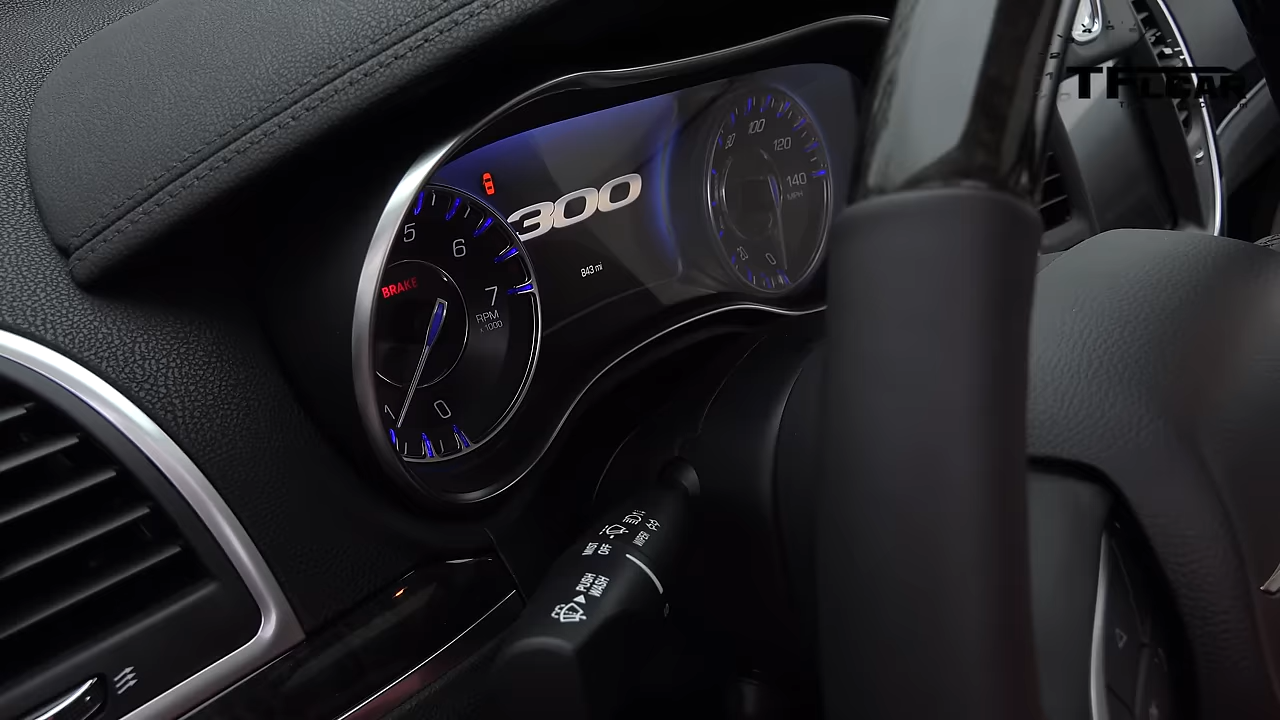 TFLCAR
300
843 mi
5
6
7
BRAKE
RPM
x1000
1
0
80
100
120
140
MPH
20
0
MIST
OFF
WIPER
PUSH
WASH